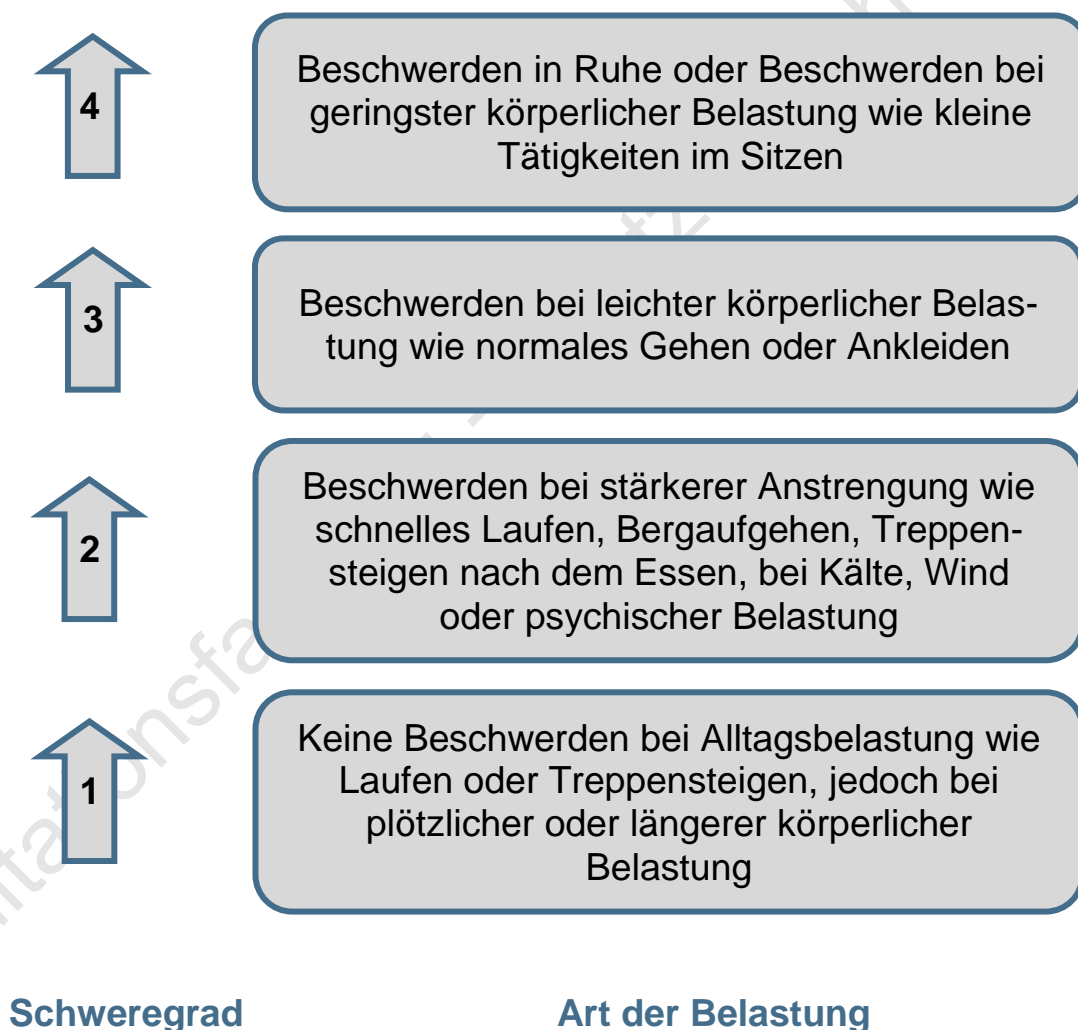 4
Beschwerden in Ruhe oder Beschwerden bei
geringster körperlicher Belastung wie kleine
Tätigkeiten im Sitzen
3
Beschwerden bei leichter körperlicher Belas-
tung wie normales Gehen oder Ankleiden
2
Beschwerden bei stärkerer Anstrengung wie
schnelles Laufen, Bergaufgehen, Treppen-
steigen nach dem Essen, bei Kälte, Wind
oder psychischer Belastung
1
Keine Beschwerden bei Alltagsbelastung wie
Laufen oder Treppensteigen, jedoch bei
plötzlicher oder längerer körperlicher
Belastung
Schweregrad
Art der Belastung